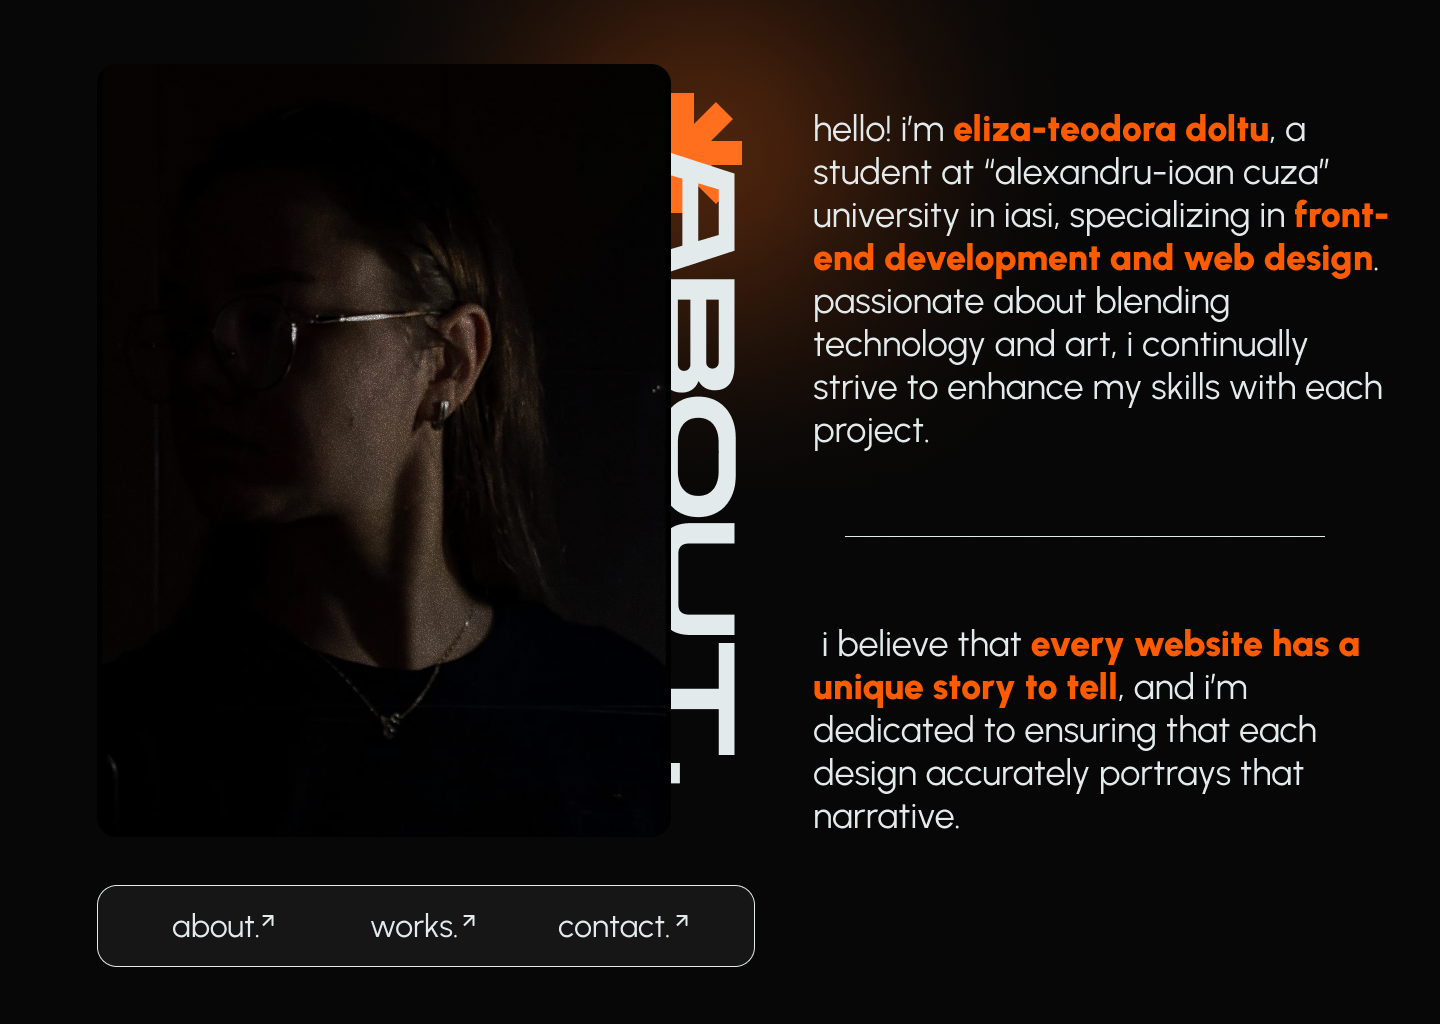 ABOUT.
hello! i’m eliza-teodora doltu, a
student at “alexandru-ioan cuza”
university in iasi, specializing in front-
end development and web design.
passionate about blending
technology and art, i continually
strive to enhance my skills with each
project.
i believe that every website has a
unique story to tell, and i’m
dedicated to ensuring that each
design accurately portrays that
narrative.
about. works. contact.